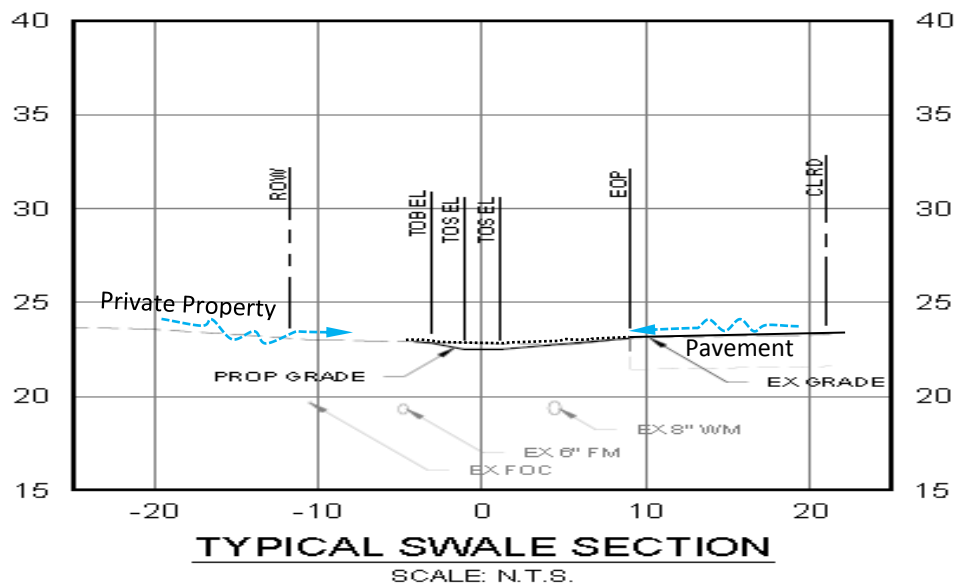 40 40
35 35
30 30
ROW
TOB EL
TOS EL
TOS EL
EOP
CL RD
25 25
Private Property
Pavement
PROP GRADE
EX GRADE
20 20
EX 8" WM
EX 6" FM
EX FOC
15 15
-20 -10 0 10 20
TYPICAL SWALE SECTION
SCALE: N.T.S.